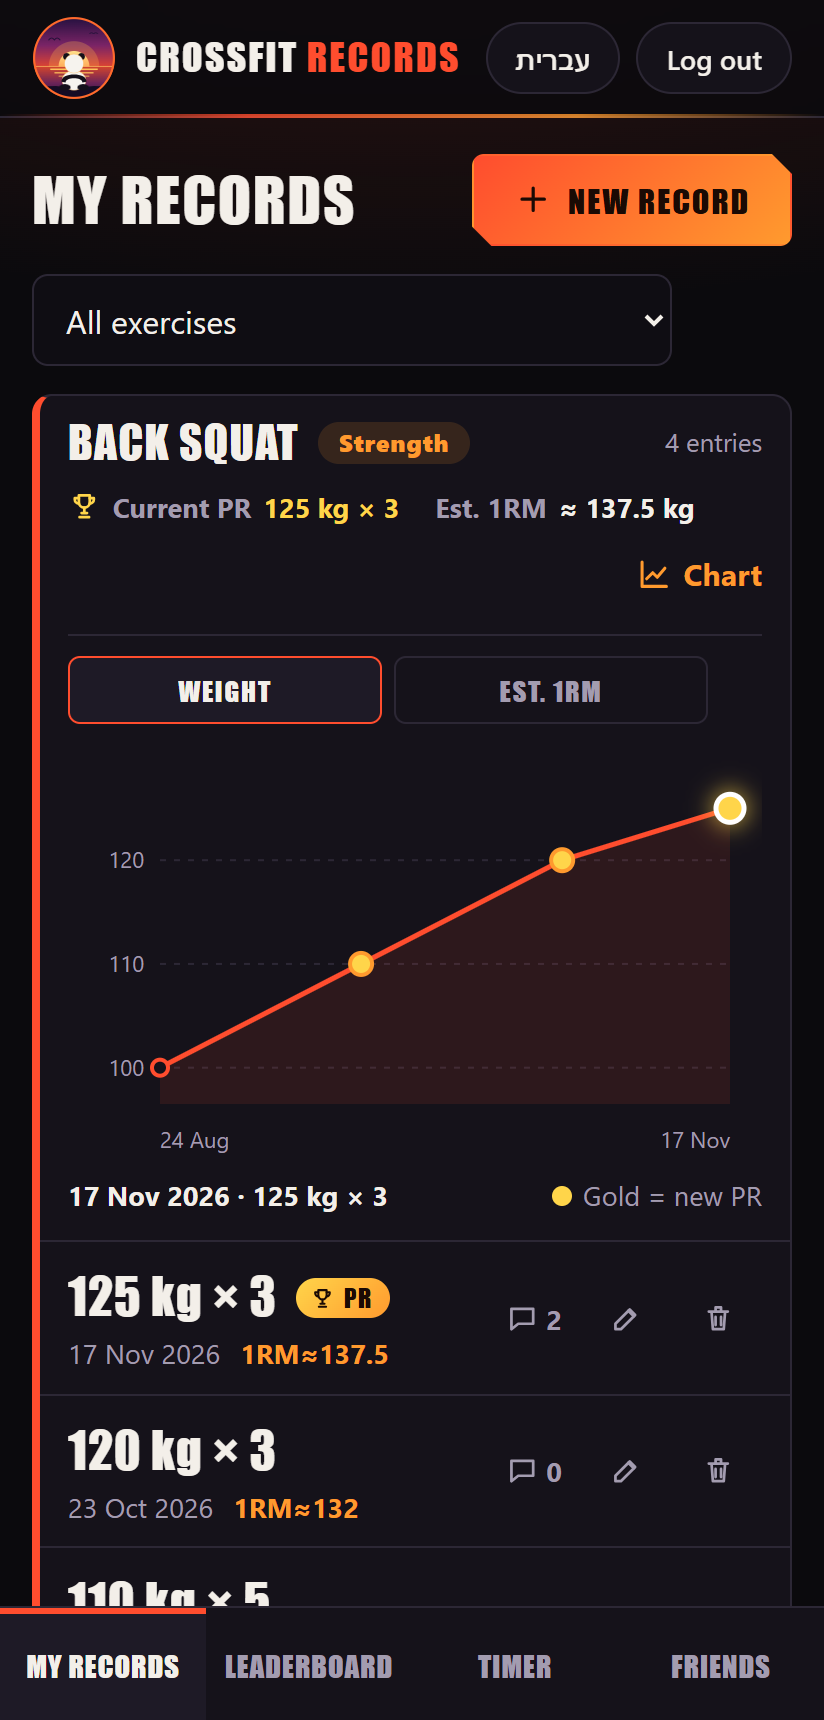 CROSSFIT RECORDS
עברית
Log out
MY RECORDS
+ NEW RECORD
All exercises
BACK SQUAT
Strength
4 entries
Current PR 125 kg × 3
Est. 1RM ≈ 137.5 kg
Chart
WEIGHT
EST. 1RM
120
110
100
24 Aug
17 Nov
17 Nov 2026 · 125 kg × 3
Gold = new PR
125 kg × 3
PR
2
17 Nov 2026 1RM≈137.5
120 kg × 3
0
23 Oct 2026 1RM≈132
110 kg × 5
MY RECORDS
LEADERBOARD
TIMER
FRIENDS